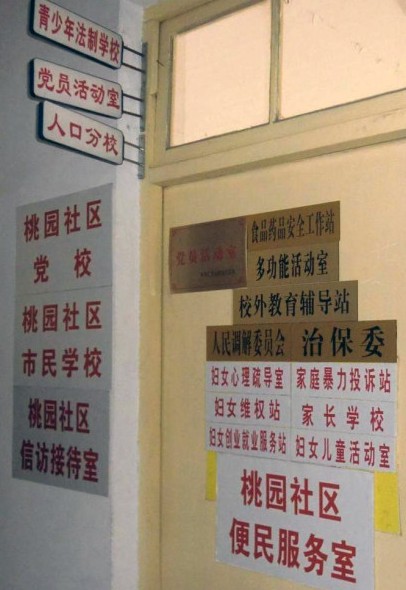 青少年法制学校
党员活动室
人口分校
桃园社区
党校
桃园社区
市民学校
桃园社区
信访接待室
党员活动室
食品药品安全工作站
多功能活动室
校外教育辅导站
人民调解委员会
治保委
妇女心理疏导室
家庭暴力投诉站
妇女维权站
家长学校
妇女创业就业服务站
妇女儿童活动室
桃园社区
便民服务室